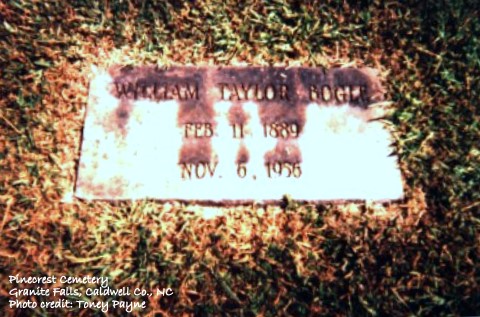 WILLIAM TAYLOR BOGLE
FEB. 11, 1889
NOV. 6, 1956
Pinecrest Cemetery
Granite Falls, Caldwell Co., NC
Photo credit: Toney Payne